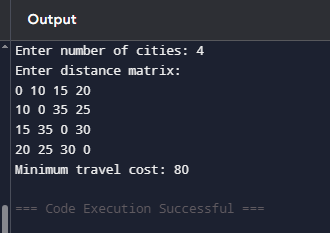 Output
Enter number of cities: 4
Enter distance matrix:
0 10 15 20
10 0 35 25
15 35 0 30
20 25 30 0
Minimum travel cost: 80
=== Code Execution Successful ===